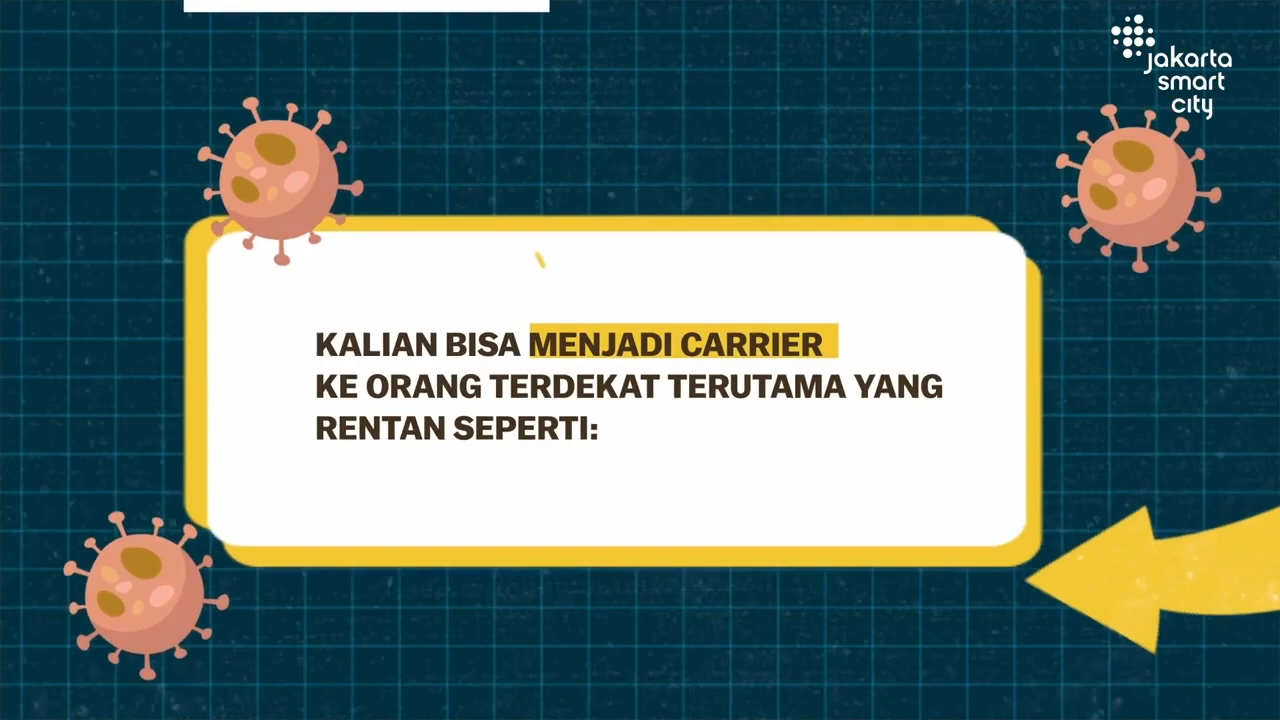 jakarta
smart
city
KALIAN BISA MENJADI CARRIER
KE ORANG TERDEKAT TERUTAMA YANG
RENTAN SEPERTI: